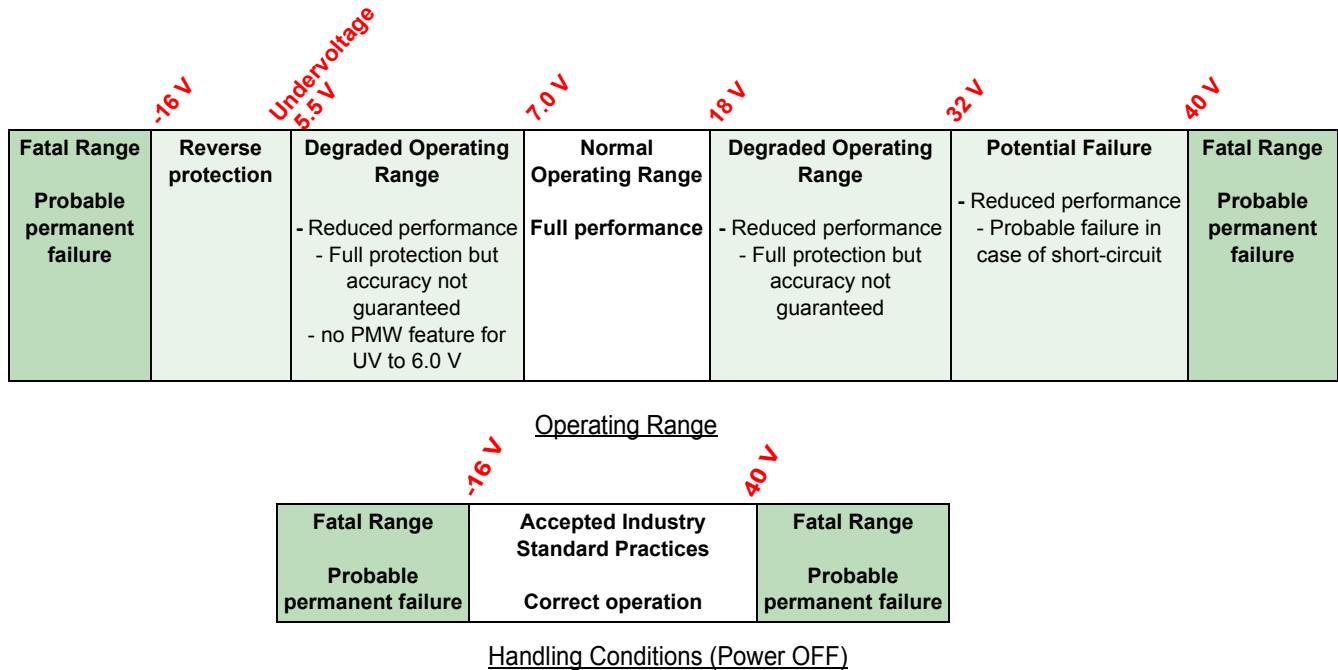 -16 V
Undervoltage
5.5 V
7.0 V
18 V
32 V
40 V
Fatal Range
Probable
permanent
failure
Reverse
protection
Degraded Operating
Range
- Reduced performance
- Full protection but
accuracy not
guaranteed
- no PMW feature for
UV to 6.0 V
Normal
Operating Range
Full performance
Degraded Operating
Range
- Reduced performance
- Full protection but
accuracy not
guaranteed
Potential Failure
- Reduced performance
- Probable failure in
case of short-circuit
Fatal Range
Probable
permanent
failure
Operating Range
-16 V
40 V
Fatal Range
Probable
permanent failure
Accepted Industry
Standard Practices
Correct operation
Fatal Range
Probable
permanent failure
Handling Conditions (Power OFF)